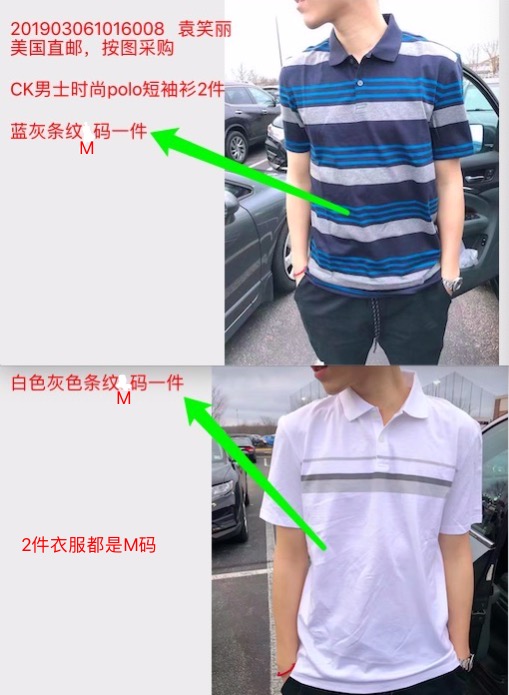 201903061016008 袁笑丽
美国直邮，按图采购
CK男士时尚polo短袖衫2件
蓝灰条纹 码一件
M
白色灰色条纹 码一件
M
2件衣服都是M码